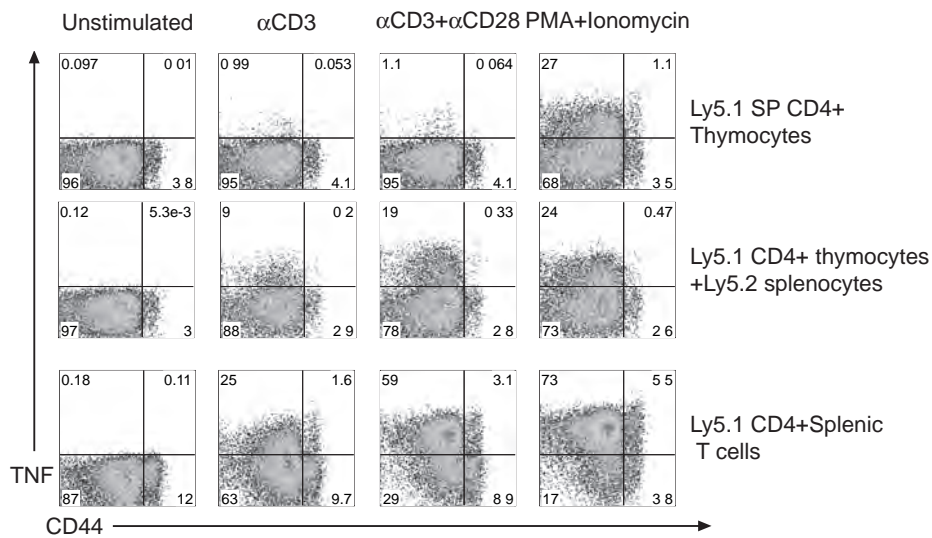 Unstimulated αCD3 αCD3+αCD28 PMA+Ionomycin
0.097 0 01 0 99 0.053 1.1 0 064 27 1.1
Ly5.1 SP CD4+
Thymocytes
96 3 8 95 4.1 95 4.1 68 3 5
0.12 5.3e-3 9 0 2 19 0 33 24 0.47
Ly5.1 CD4+ thymocytes
+Ly5.2 splenocytes
97 3 88 2 9 78 2 8 73 2 6
0.18 0.11 25 1.6 59 3.1 73 5 5
Ly5.1 CD4+Splenic
T cells
TNF
87 12 63 9.7 29 8 9 17 3 8
CD44